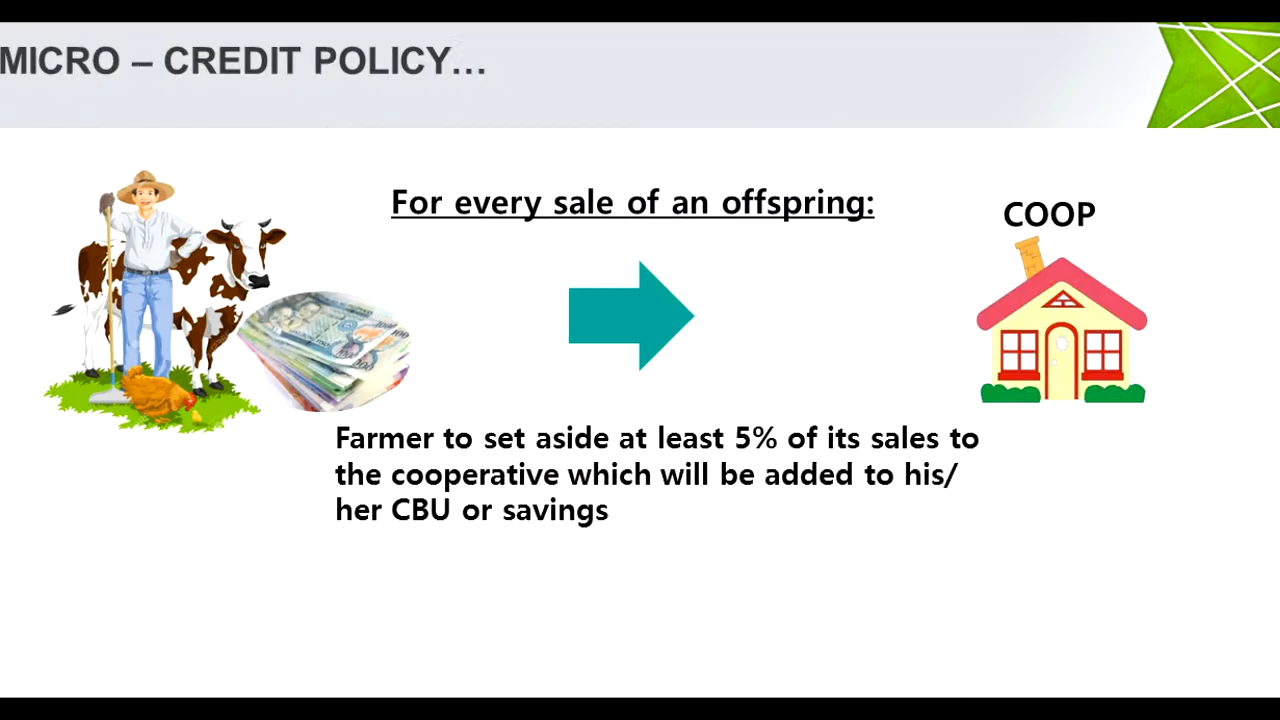 MICRO – CREDIT POLICY...
For every sale of an offspring:
COOP
Farmer to set aside at least 5% of its sales to
the cooperative which will be added to his/
her CBU or savings